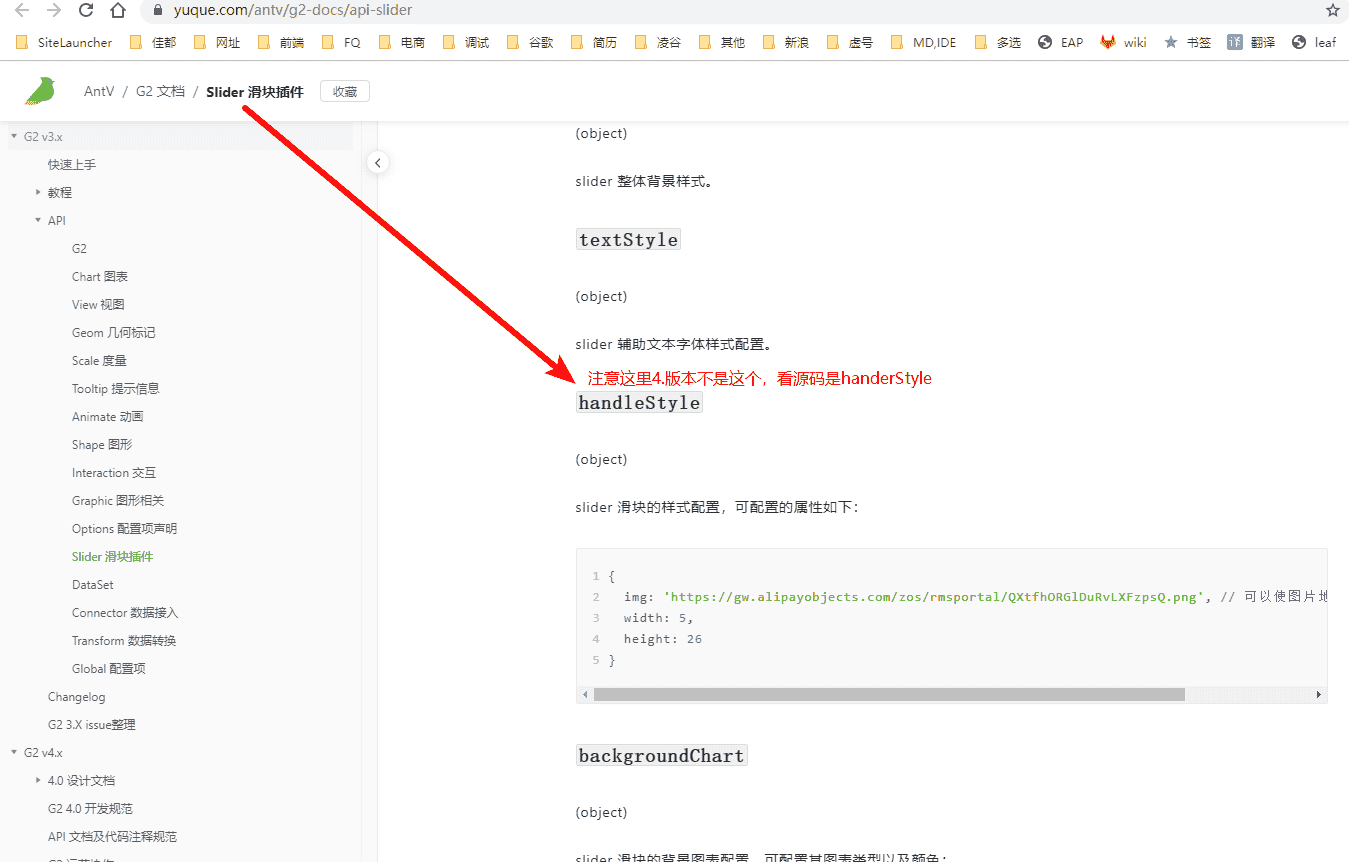 yuque.com/antv/g2-docs/api-slider
SiteLauncher 佳都 网址 前端 FQ 电商 调试 谷歌 简历 凌谷 其他 新浪 虚号 MD,IDE 多选 EAP wiki 书签 译 翻译 leaf
AntV / G2 文档 / Slider 滑块插件 收藏
G2 v3.x
快速上手
教程
API
G2
Chart 图表
View 视图
Geom 几何标记
Scale 度量
Tooltip 提示信息
Animate 动画
Shape 图形
Interaction 交互
Graphic 图形相关
Options 配置项声明
Slider 滑块插件
DataSet
Connector 数据接入
Transform 数据转换
Global 配置项
Changelog
G2 3.X issue整理
G2 v4.x
4.0 设计文档
G2 4.0 开发规范
API 文档及代码注释规范
(object)
slider 整体背景样式。
textStyle
(object)
slider 辅助文本字体样式配置。
注意这里4.版本不是这个，看源码是handerStyle
handleStyle
(object)
slider 滑块的样式配置，可配置的属性如下：
1 {
2 img: 'https://gw.alipayobjects.com/zos/rmsportal/QXtfhORGlDuRvLXFzpsQ.png', // 可以使图片地
3 width: 5,
4 height: 26
5 }
backgroundChart
(object)
slider 滑块的背景图表配置，可配置其图表类型以及颜色：